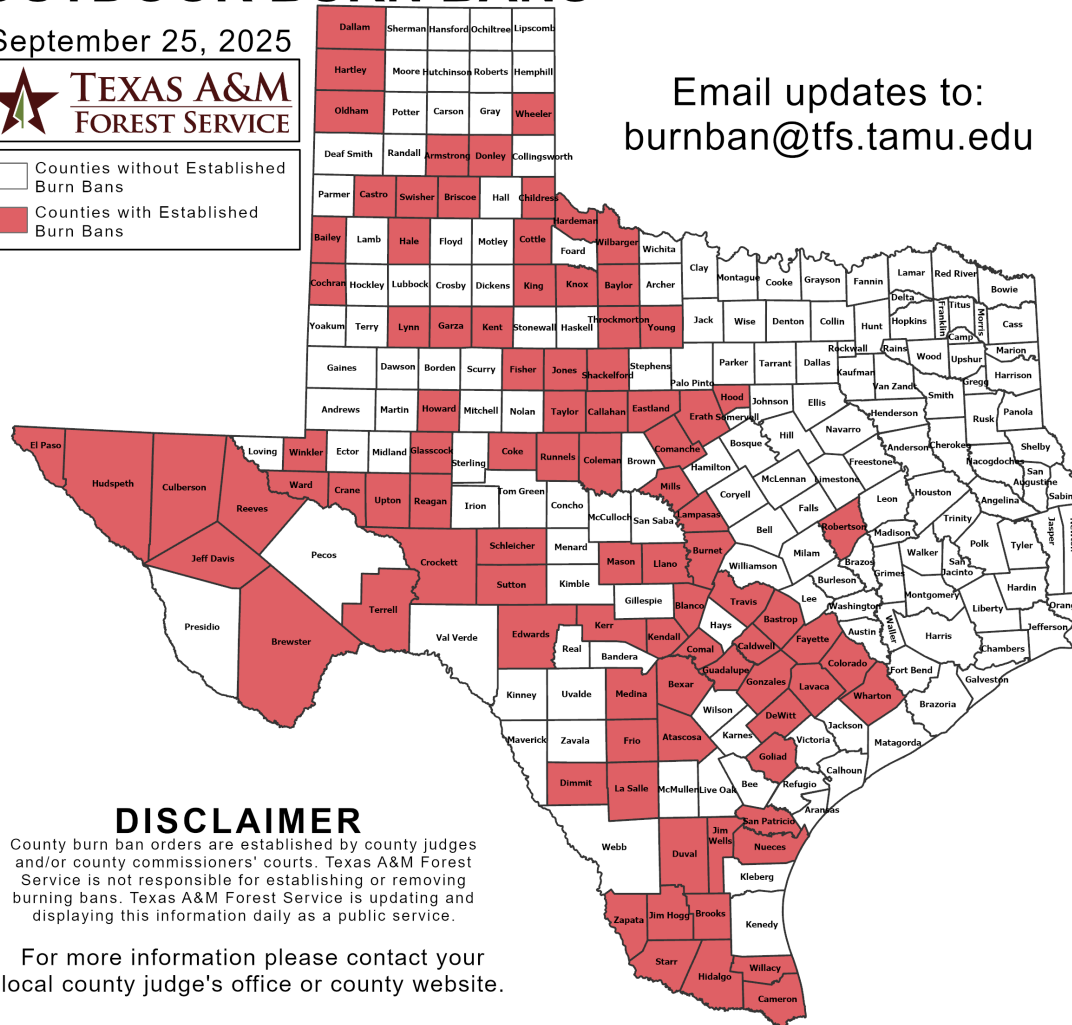 September 25, 2025
TEXAS A&M
FOREST SERVICE
Counties without Established
Burn Bans
Counties with Established
Burn Bans
Email updates to:
burnban@tfs.tamu.edu
Dallam Sherman Hansford Ochiltree Lipscomb
Hartley Moore Hutchinson Roberts Hemphill
Oldham Potter Carson Gray Wheeler
Deaf Smith Randall Armstrong Donley Collingsworth
Parmer Castro Swisher Briscoe Hall Childress
Hardeman
Bailey Lamb Hale Floyd Motley Cottle Foard Wilbarger Wichita
Clay Montague Cooke Grayson Fannin Lamar Red River Bowie
Cochran Hockley Lubbock Crosby Dickens King Knox Baylor Archer
Delta Franklin Titus Morris
Yoakum Terry Lynn Garza Kent Stonewall Haskell Throckmorton Young Jack Wise Denton Collin Hunt Hopkins Camp Cass
Rockwall Rains Wood Upshur Marion
Gaines Dawson Borden Scurry Fisher Jones Shackelford Stephens Palo Pinto Parker Tarrant Dallas Kaufman Van Zandt Gregg Harrison
Smith
Andrews Martin Howard Mitchell Nolan Taylor Callahan Eastland Erath Hood Somervell Johnson Ellis Henderson Rusk Panola
El Paso Loving Winkler Ector Midland Glasscock Sterling Coke Runnels Coleman Brown Comanche Hamilton Bosque Hill Navarro Freestone Anderson Cherokee Nacogdoches Shelby
San
Augustine
Sabin
Hudspeth Culberson Reeves Ward Crane Upton Reagan Irion Tom Green Concho McCulloch San Saba Mills Lampasas Coryell McLennan Limestone Leon Houston Angelina
Falls Bell Robertson Madison Trinity Polk Tyler Jasper
Jeff Davis Pecos Crockett Schleicher Menard Mason Llano Burnet Williamson Milam Brazos Grimes Walker
San
Jacinto
Sutton Kimble Burleson Montgomery Hardin
Presidio Brewster Terrell Val Verde Edwards Kerr Gillespie Blanco Travis Bastrop Lee Washington Waller Liberty Orang
Real Bandera Kendall Hays Comal Caldwell Fayette Austin Harris Chambers Jefferson
Kinney Uvalde Medina Bexar Guadalupe Gonzales Lavaca Colorado Fort Bend Galveston
Wharton Brazoria
Maverick Zavala Frio Atascosa Wilson Karnes DeWitt Victoria Jackson Matagorda
Dimmit La Salle McMullen Live Oak Bee Goliad Refugio Calhoun
Aransas
San Patricio
Webb Duval
Jim
Wells
Nueces
Kleberg
Zapata Jim Hogg Brooks Kenedy
Starr Hidalgo Willacy
Cameron
DISCLAIMER
County burn ban orders are established by county judges
and/or county commissioners' courts. Texas A&M Forest
Service is not responsible for establishing or removing
burning bans. Texas A&M Forest Service is updating and
displaying this information daily as a public service.
For more information please contact your
local county judge's office or county website.